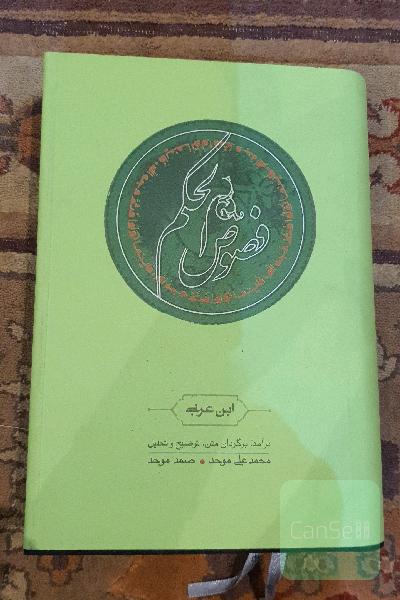 فصوص الحکم
ابن عربی
درآمد، برگردان متن، توضیح و تحلیل
محمدعلی موحد • صمد موحد
CanSell